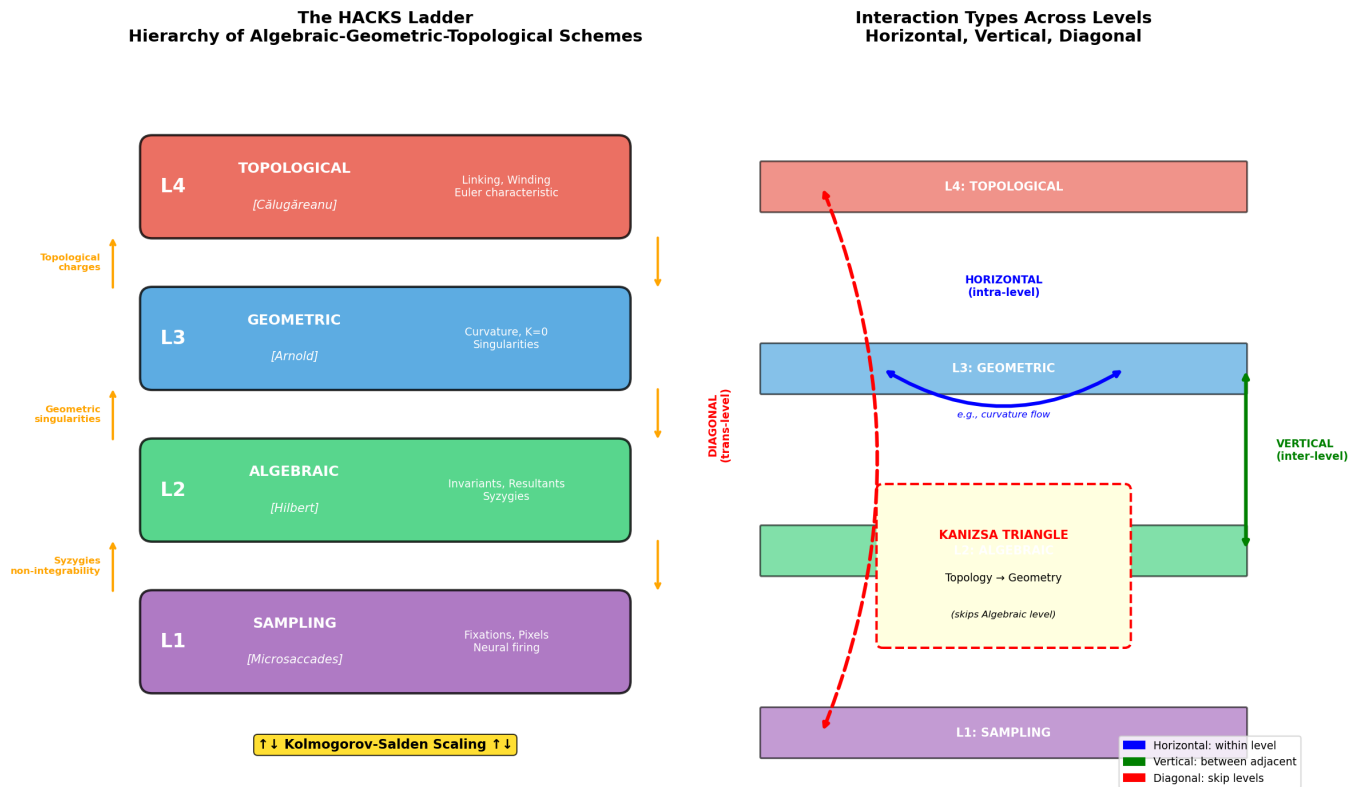 The HACKS Ladder
Hierarchy of Algebraic-Geometric-Topological Schemes
L4
TOPOLOGICAL
[Călugăreanu]
Linking, Winding
Euler characteristic
Topological
charges
L3
GEOMETRIC
[Arnold]
Curvature, K=0
Singularities
Geometric
singularities
L2
ALGEBRAIC
[Hilbert]
Invariants, Resultants
Syzygies
Syzygies
non-integrability
L1
SAMPLING
[Microsaccades]
Fixations, Pixels
Neural firing
↑↓ Kolmogorov-Salden Scaling ↑↓
Interaction Types Across Levels
Horizontal, Vertical, Diagonal
L4: TOPOLOGICAL
HORIZONTAL
(intra-level)
L3: GEOMETRIC
e.g., curvature flow
DIAGONAL
(trans-level)
VERTICAL
(inter-level)
KANIZSA TRIANGLE
L2: ALGEBRAIC
Topology → Geometry
(skips Algebraic level)
L1: SAMPLING
Horizontal: within level
Vertical: between adjacent
Diagonal: skip levels